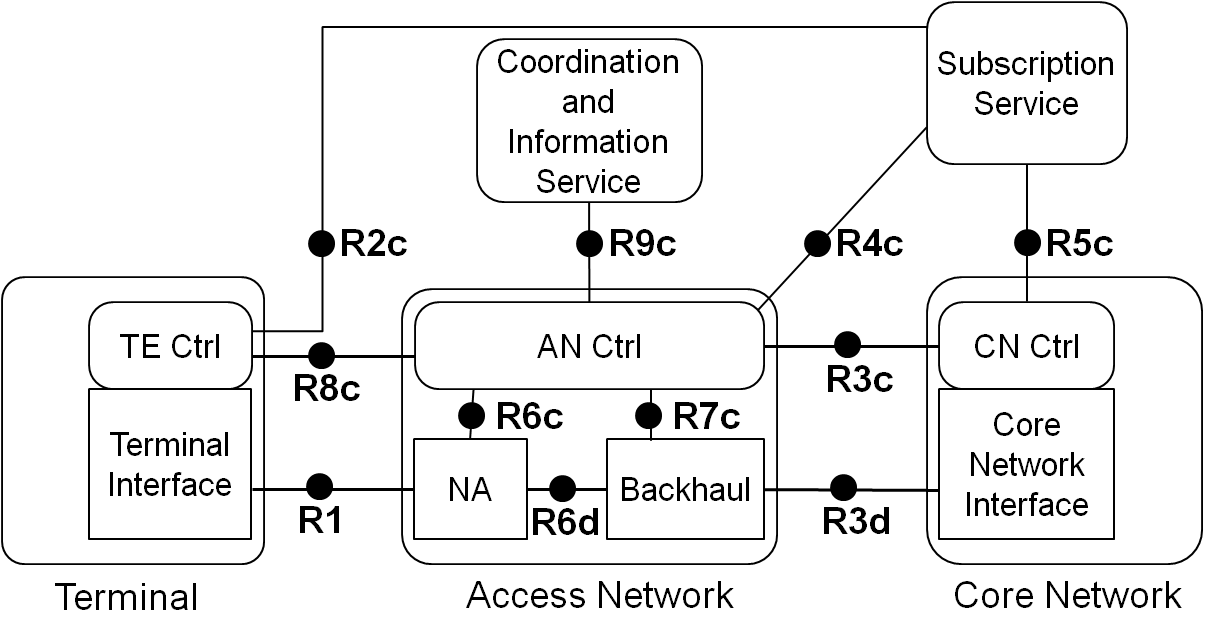 Coordination
and
Information
Service
Subscription
Service
R2c
R9c
R4c
R5c
TE Ctrl
AN Ctrl
CN Ctrl
R8c
R3c
R6c
R7c
Terminal
Interface
NA
Backhaul
Core
Network
Interface
R1
R6d
R3d
Terminal
Access Network
Core Network